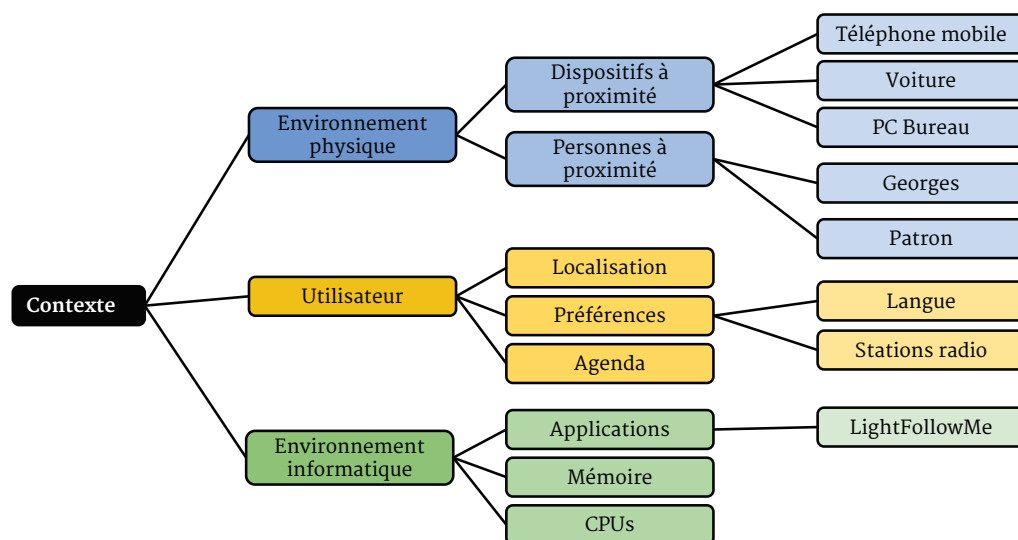 Contexte
Environnement
physique
Dispositifs à
proximité
Téléphone mobile
Voiture
PC Bureau
Personnes à
proximité
Georges
Patron
Utilisateur
Localisation
Préférences
Langue
Stations radio
Agenda
Environnement
informatique
Applications
LightFollowMe
Mémoire
CPUs